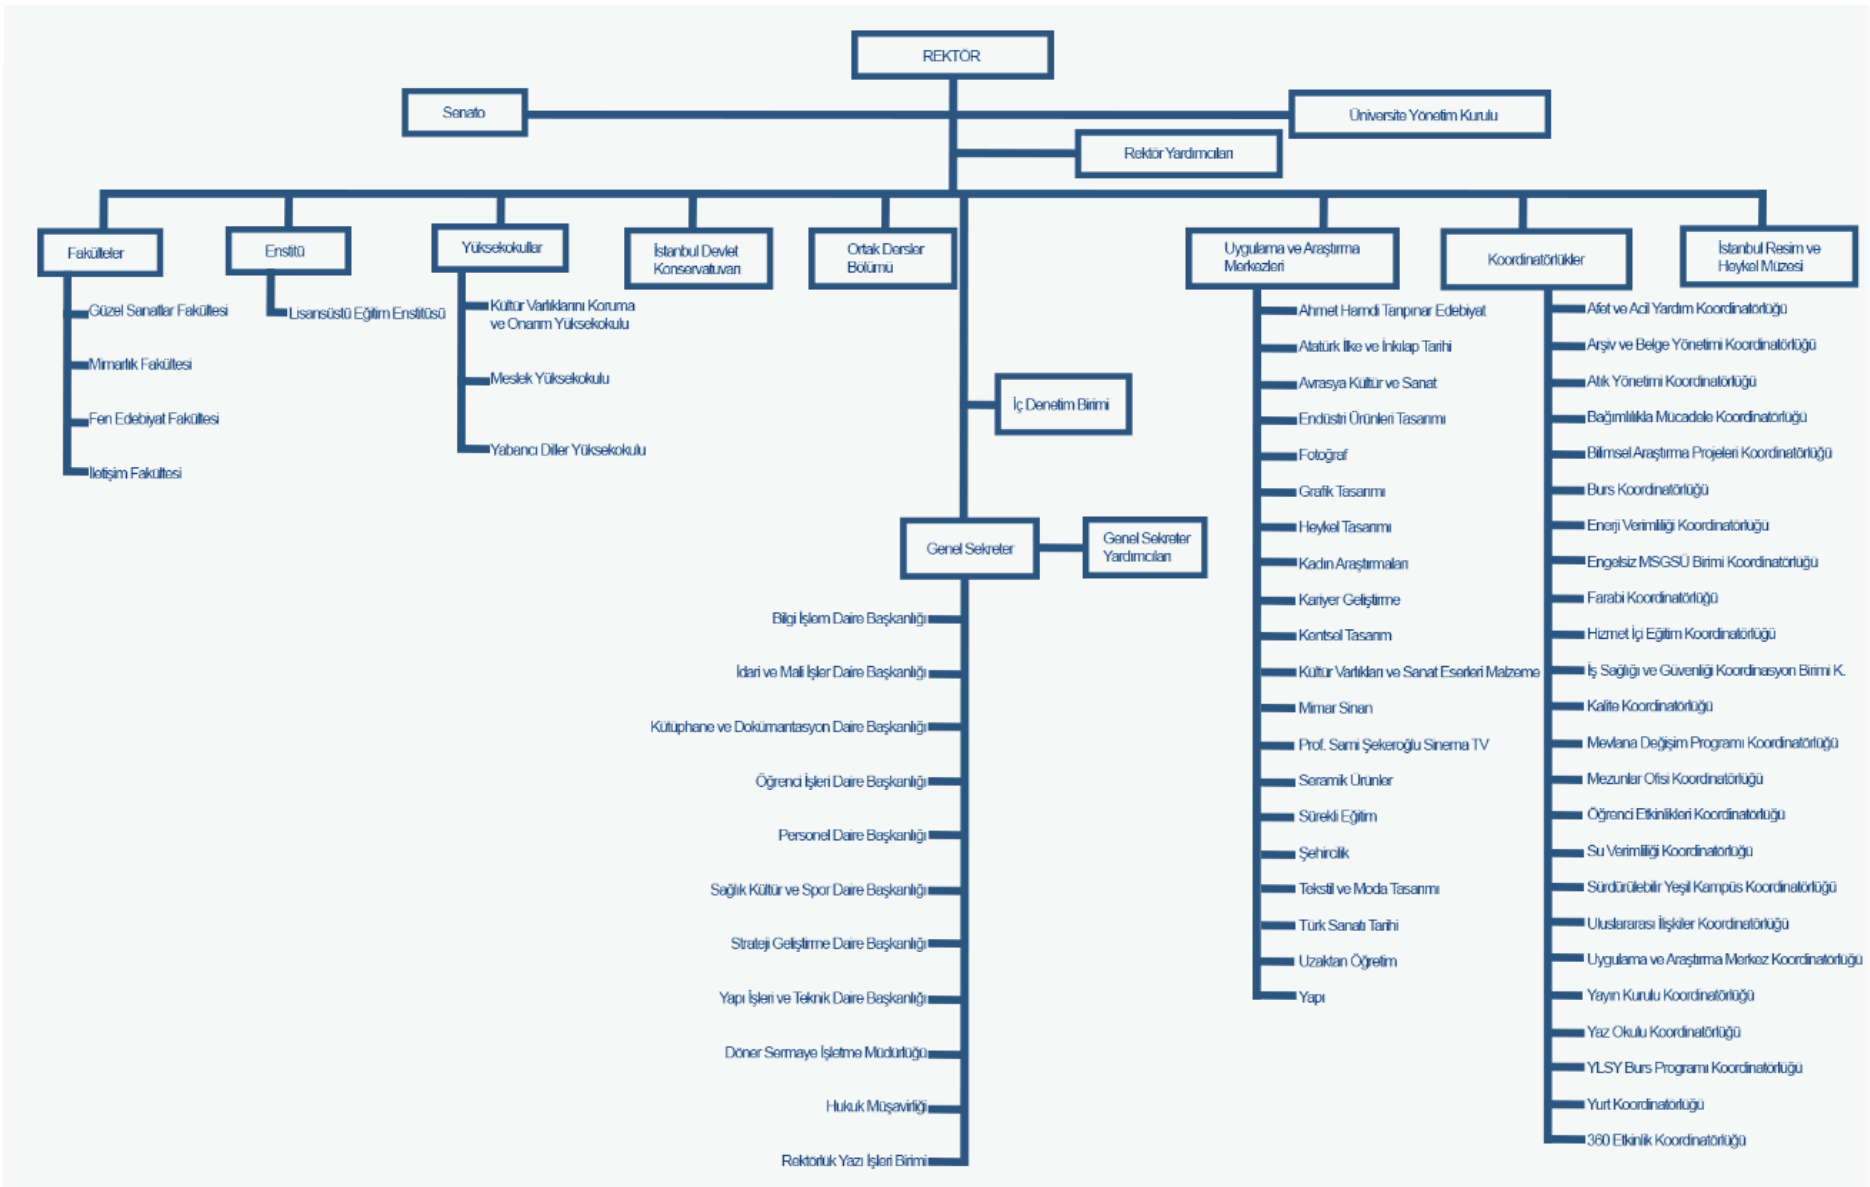 REKTÖR
Senato
Üniversite Yönetim Kurulu
Rektör Yardımcıları
Fakülteler
Güzel Sanatlar Fakültesi
Mimarlık Fakültesi
Fen Edebiyat Fakültesi
İletişim Fakültesi
Enstitü
Lisansüstü Eğitim Enstitüsü
Yüksekokullar
Kültür Varlıklarını Koruma
ve Onarım Yüksekokulu
Meslek Yüksekokulu
Yabancı Diller Yüksekokulu
İstanbul Devlet
Konservatuvarı
Ortak Dersler
Bölümü
İç Denetim Birimi
Genel Sekreter
Genel Sekreter
Yardımcıları
Bilgi İşlem Daire Başkanlığı
İdari ve Mali İşler Daire Başkanlığı
Kütüphane ve Dokümantasyon Daire Başkanlığı
Öğrenci İşleri Daire Başkanlığı
Personel Daire Başkanlığı
Sağlık Kültür ve Spor Daire Başkanlığı
Strateji Geliştirme Daire Başkanlığı
Yapı İşleri ve Teknik Daire Başkanlığı
Döner Sermaye İşletme Müdürlüğü
Hukuk Müşavirliği
Rektörlük Yazı İşleri Birimi
Uygulama ve Araştırma
Merkezleri
Ahmet Hamdi Tanpınar Edebiyat
Atatürk İlke ve İnkılap Tarihi
Avrasya Kültür ve Sanat
Endüstri Ürünleri Tasarımı
Fotoğraf
Grafik Tasarımı
Heykel Tasarımı
Kadın Araştırmaları
Kariyer Geliştirme
Kentsel Tasarım
Kültür Varlıkları ve Sanat Eserleri Malzeme
Mimar Sinan
Prof. Sami Şekeroğlu Sinema TV
Seramik Ürünler
Sürekli Eğitim
Şehircilik
Tekstil ve Moda Tasarımı
Türk Sanatı Tarihi
Uzaktan Öğretim
Yapı
Koordinatörlükler
Afet ve Acil Yardım Koordinatörlüğü
Arşiv ve Belge Yönetimi Koordinatörlüğü
Atık Yönetimi Koordinatörlüğü
Bağımlılıkla Mücadele Koordinatörlüğü
Bilimsel Araştırma Projeleri Koordinatörlüğü
Burs Koordinatörlüğü
Enerji Verimliliği Koordinatörlüğü
Engelsiz MSGSÜ Birimi Koordinatörlüğü
Farabi Koordinatörlüğü
Hizmet İçi Eğitim Koordinatörlüğü
İş Sağlığı ve Güvenliği Koordinasyon Birimi K.
Kalite Koordinatörlüğü
Mevlana Değişim Programı Koordinatörlüğü
Mezunlar Ofisi Koordinatörlüğü
Öğrenci Etkinlikleri Koordinatörlüğü
Su Verimliliği Koordinatörlüğü
Sürdürülebilir Yeşil Kampüs Koordinatörlüğü
Uluslararası İlişkiler Koordinatörlüğü
Uygulama ve Araştırma Merkez Koordinatörlüğü
Yayın Kurulu Koordinatörlüğü
Yaz Okulu Koordinatörlüğü
YLSY Burs Programı Koordinatörlüğü
Yurt Koordinatörlüğü
360 Etkinlik Koordinatörlüğü
İstanbul Resim ve
Heykel Müzesi